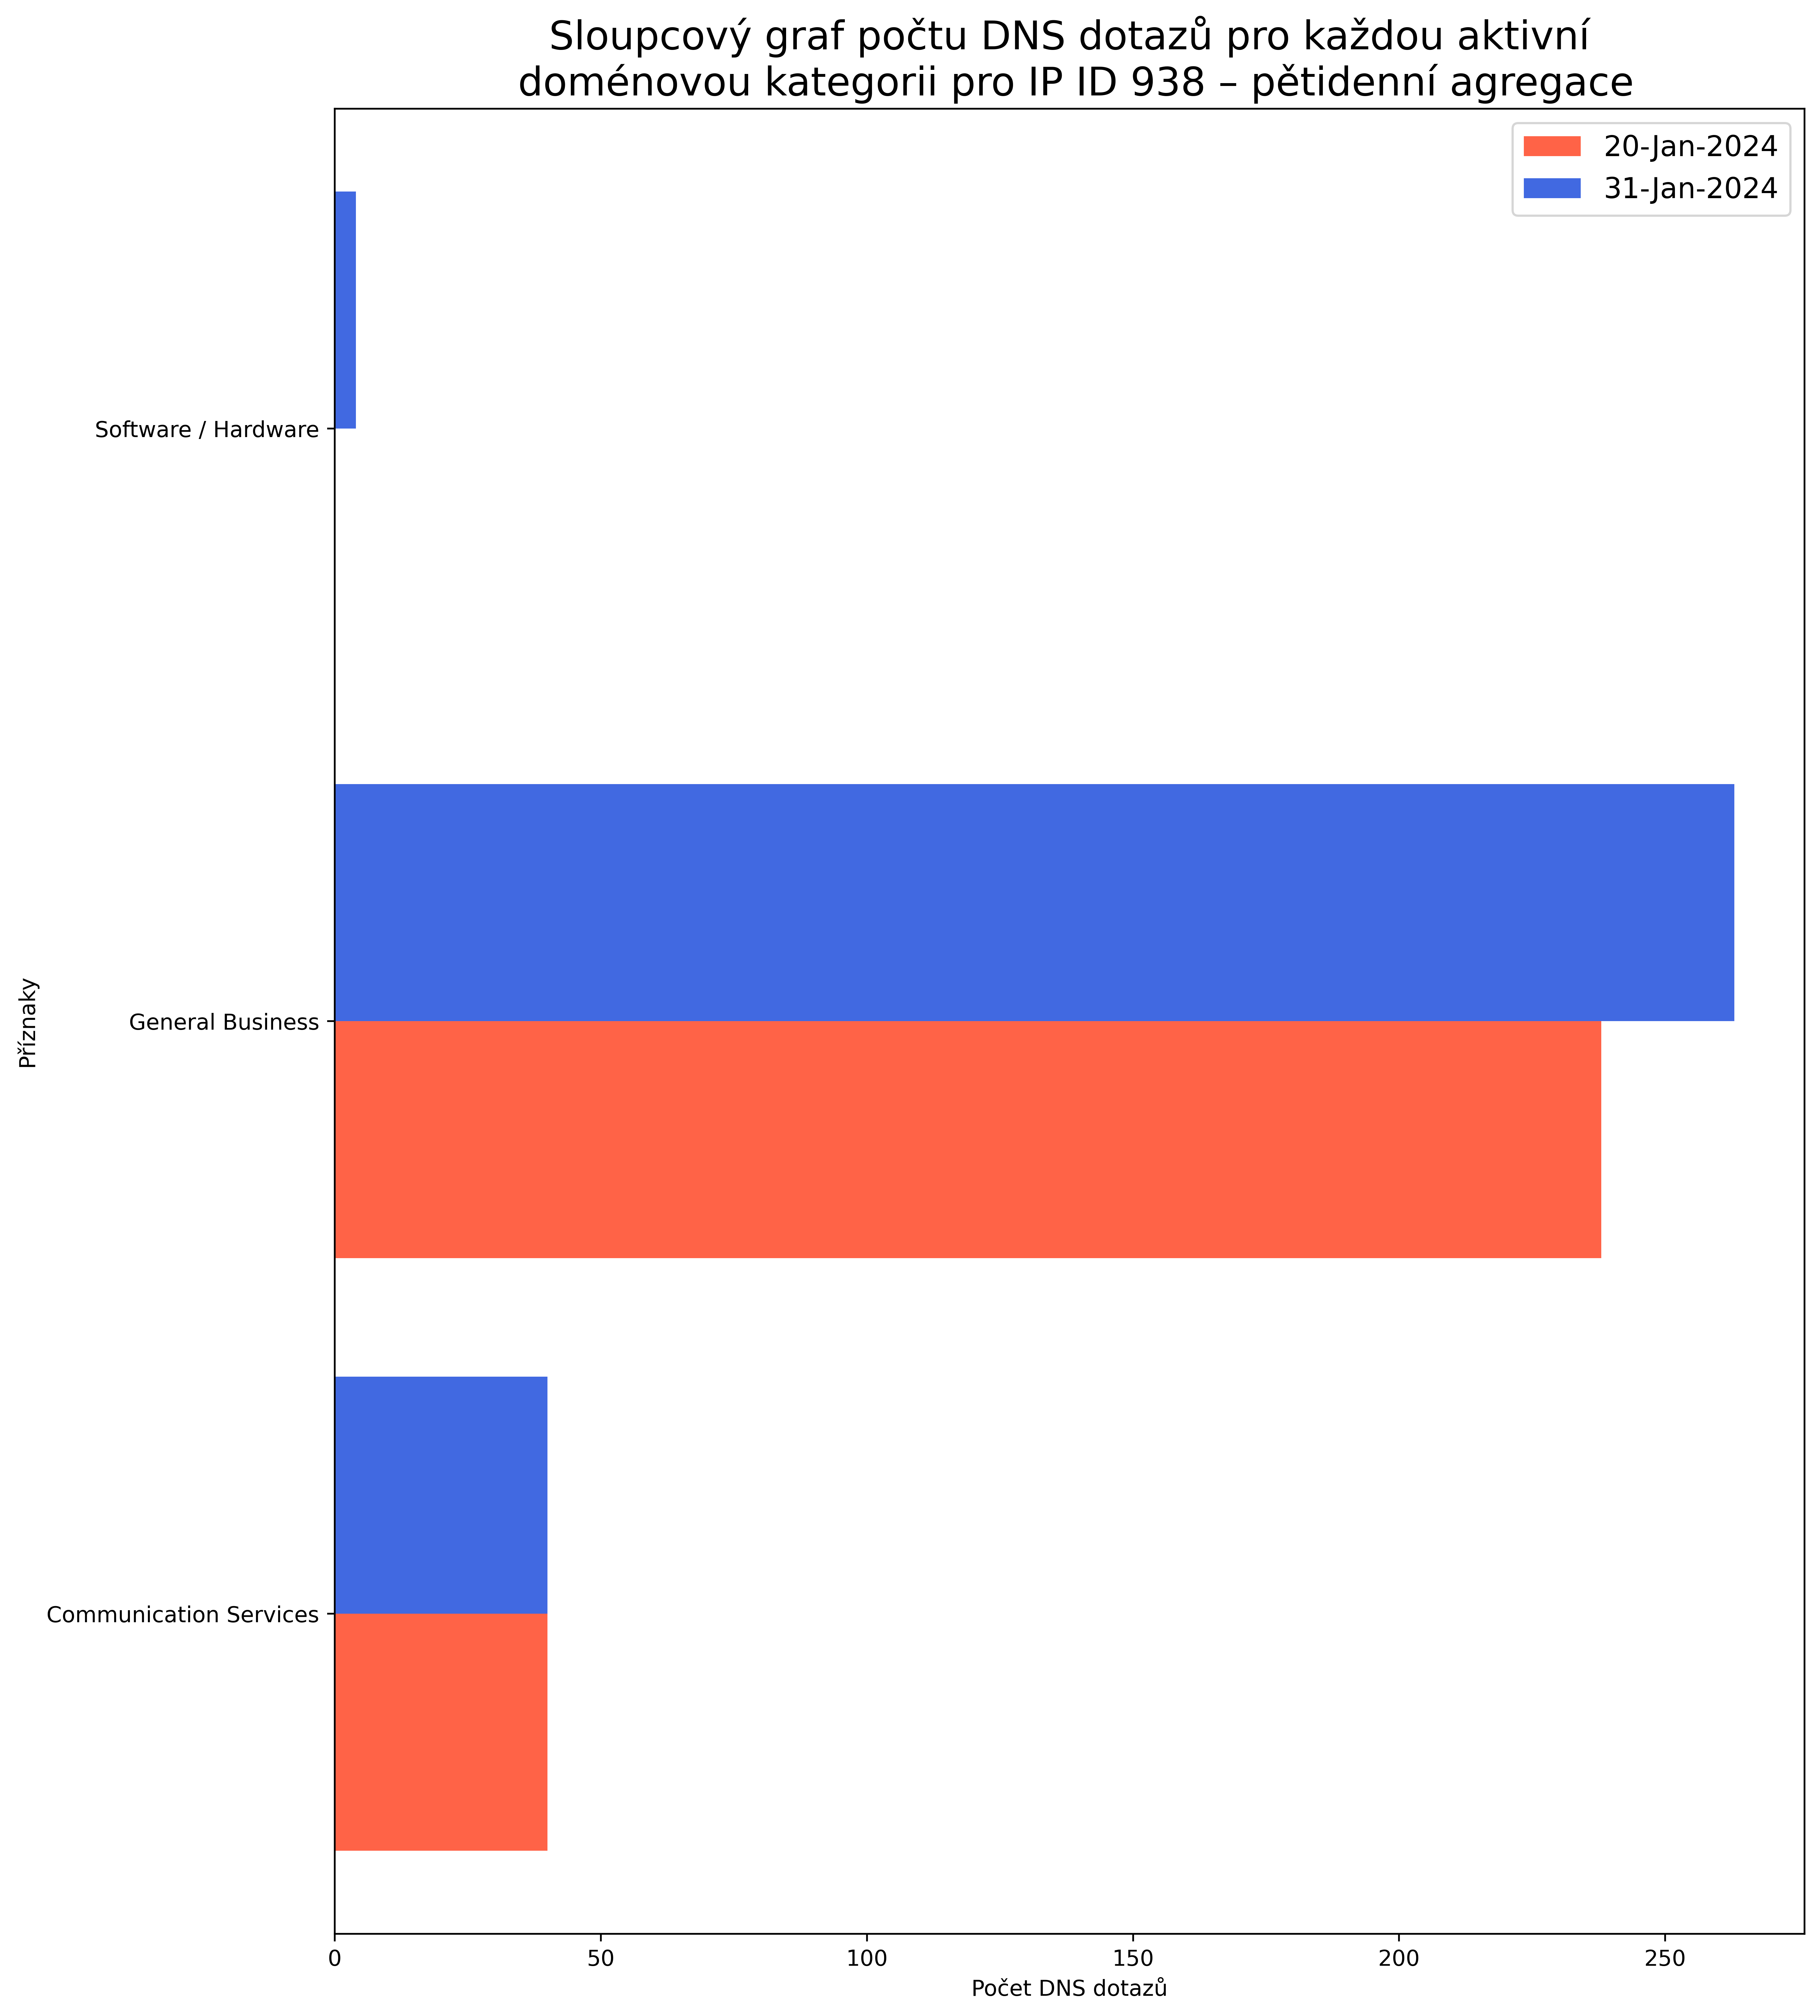 Sloupcový graf počtu DNS dotazů pro každou aktivní
doménovou kategorii pro IP ID 938 – pětidenní agregace
20-Jan-2024
31-Jan-2024
Software / Hardware
General Business
Communication Services
Příznaky
0 50 100 150 200 250
Počet DNS dotazů